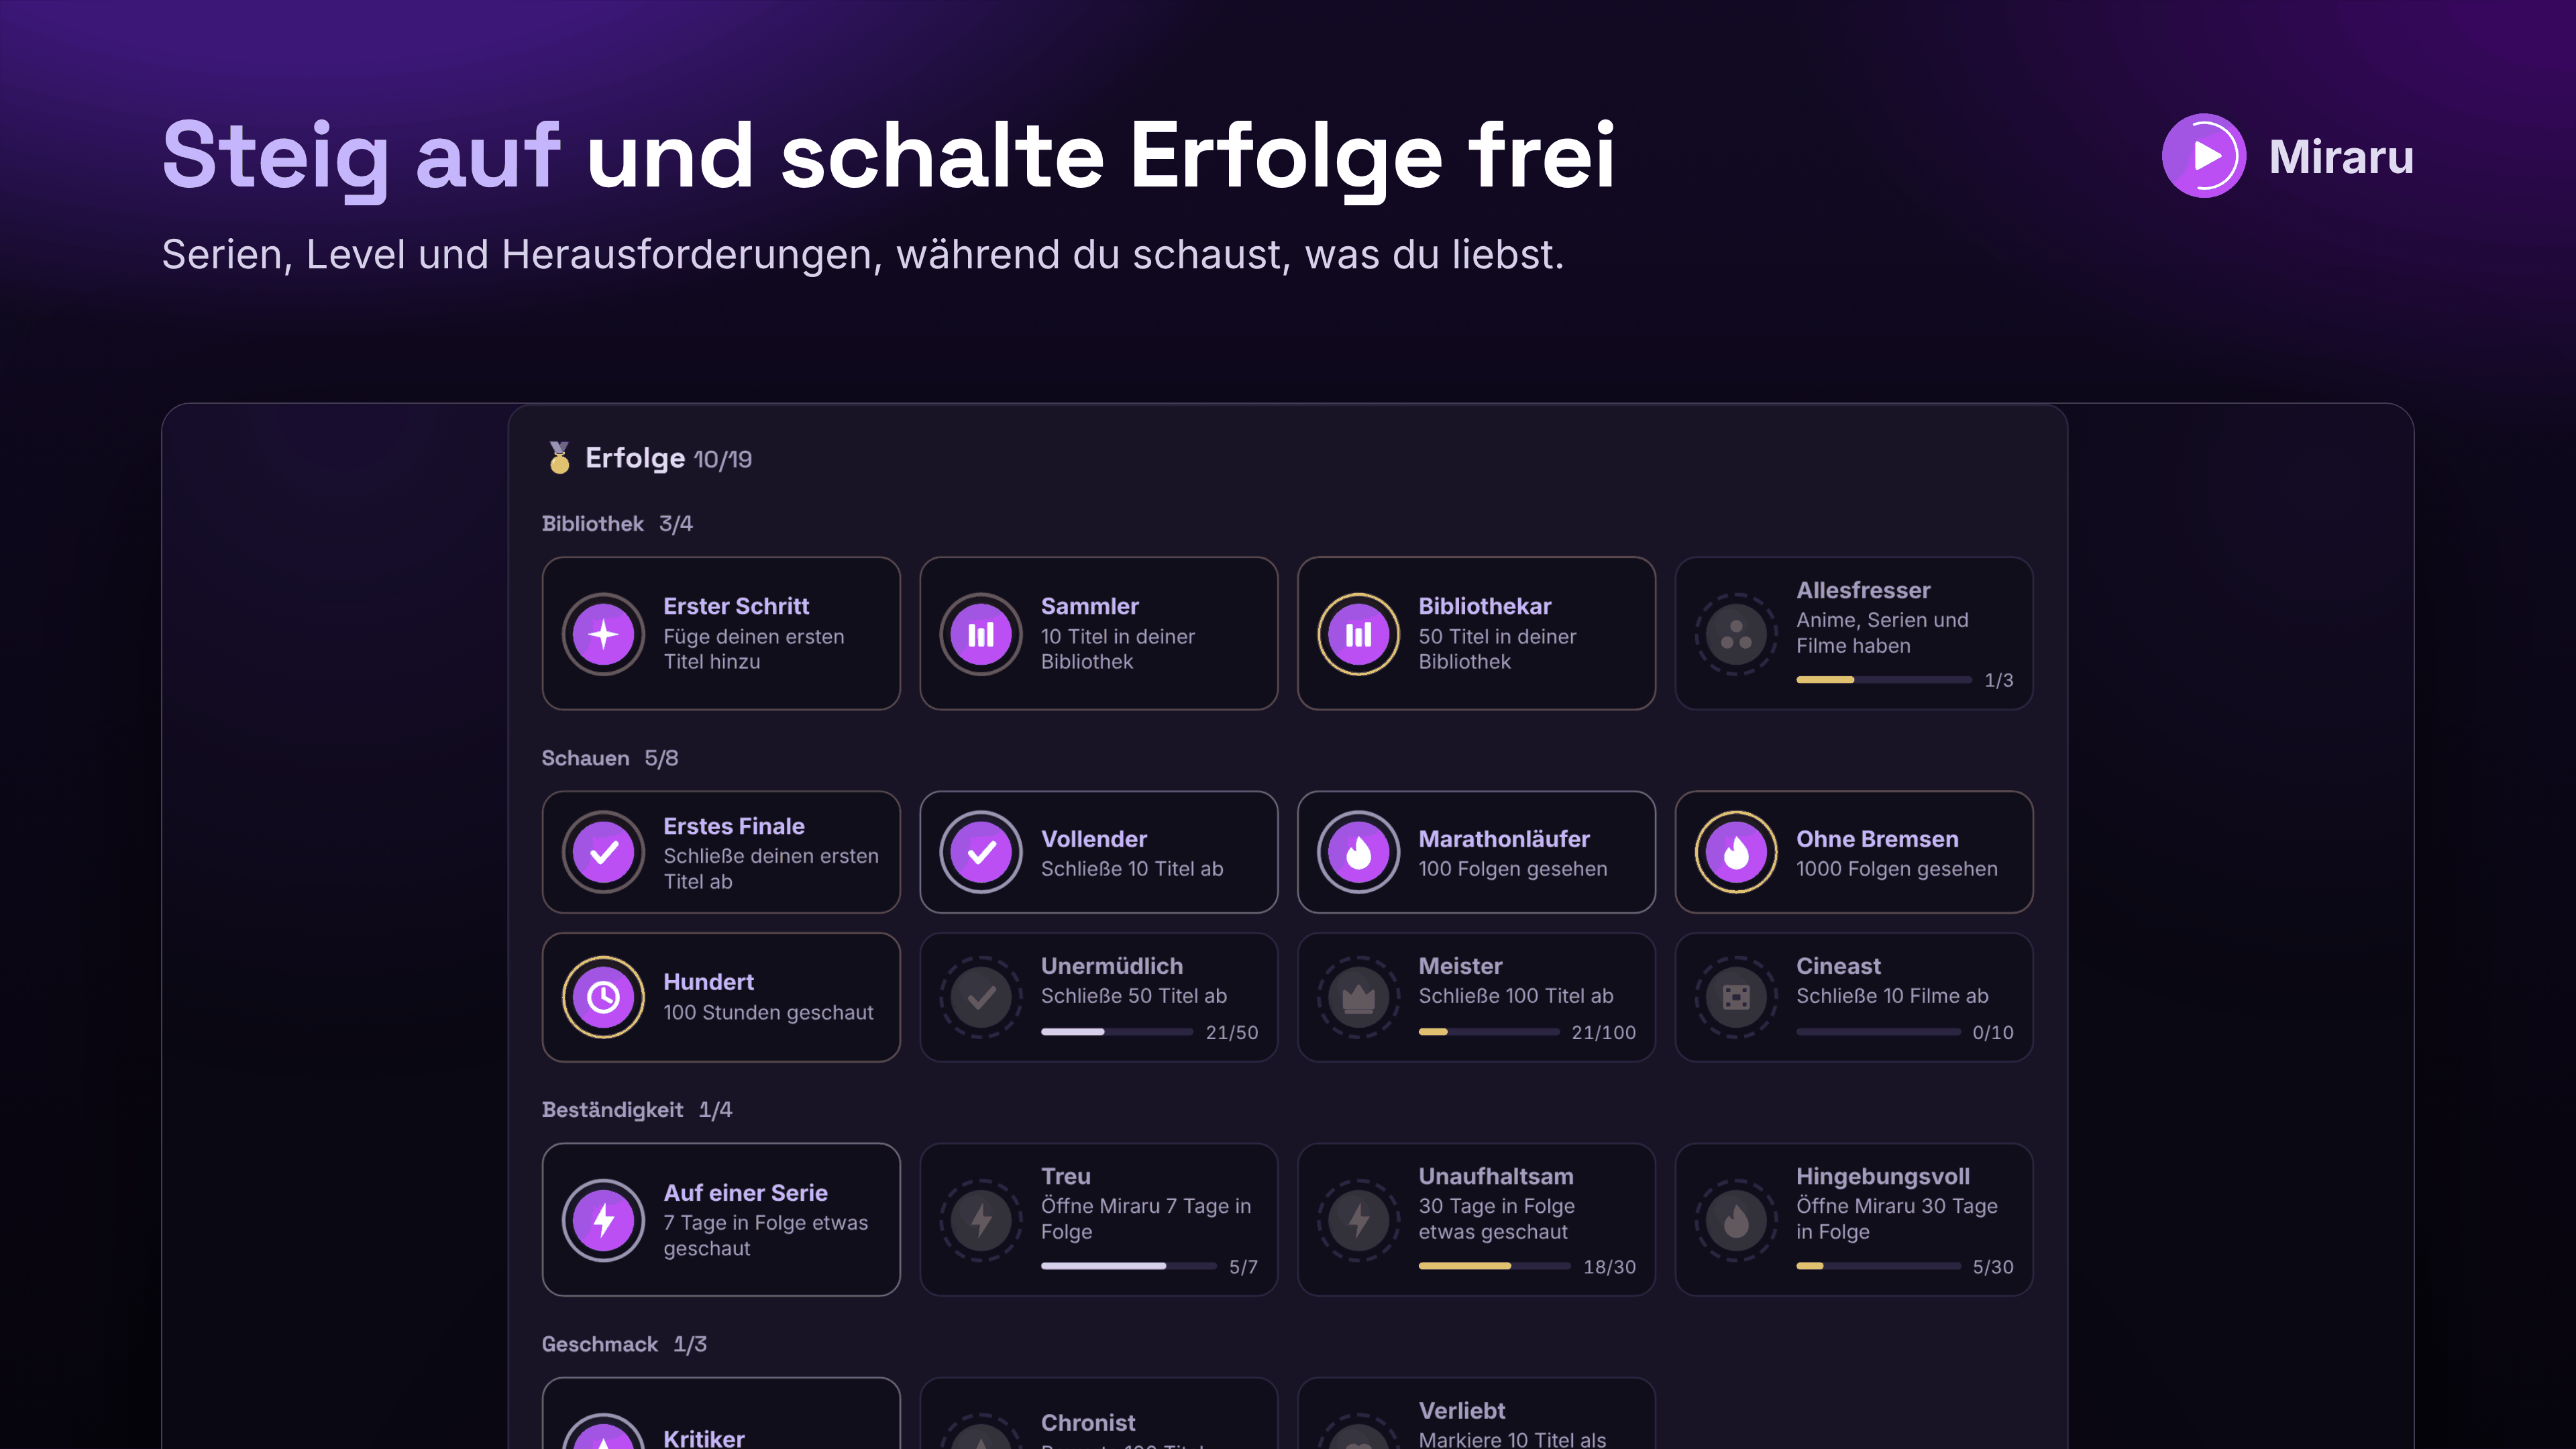 Steig auf und schalte Erfolge frei
Miraru
Serien, Level und Herausforderungen, während du schaust, was du liebst.
Erfolge 10/19
Bibliothek 3/4
Erster Schritt
Füge deinen ersten
Titel hinzu
Sammler
10 Titel in deiner
Bibliothek
Bibliothekar
50 Titel in deiner
Bibliothek
Allesfresser
Anime, Serien und
Filme haben
1/3
Schauen 5/8
Erstes Finale
Schließe deinen ersten
Titel ab
Vollender
Schließe 10 Titel ab
Marathonläufer
100 Folgen gesehen
Ohne Bremsen
1000 Folgen gesehen
Hundert
100 Stunden geschaut
Unermüdlich
Schließe 50 Titel ab
21/50
Meister
Schließe 100 Titel ab
21/100
Cineast
Schließe 10 Filme ab
0/10
Beständigkeit 1/4
Auf einer Serie
7 Tage in Folge etwas
geschaut
Treu
Öffne Miraru 7 Tage in
Folge
5/7
Unaufhaltsam
30 Tage in Folge
etwas geschaut
18/30
Hingebungsvoll
Öffne Miraru 30 Tage
in Folge
5/30
Geschmack 1/3
Kritiker
Chronist
Verliebt
Markiere 10 Titel als